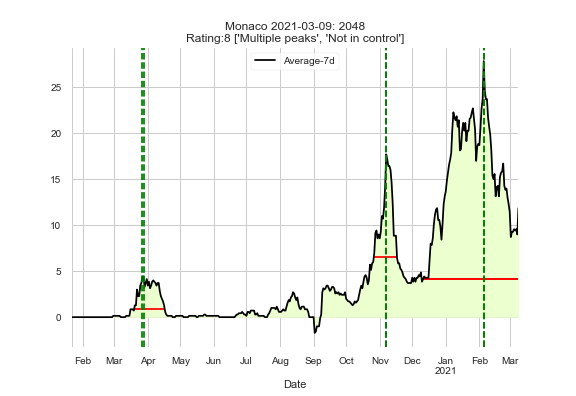 Monaco 2021-03-09: 2048
Rating:8 ['Multiple peaks', 'Not in control']
Average-7d
25
20
15
10
5
0
Feb Mar Apr May Jun Jul Aug Sep Oct Nov Dec Jan Feb Mar
2021
Date